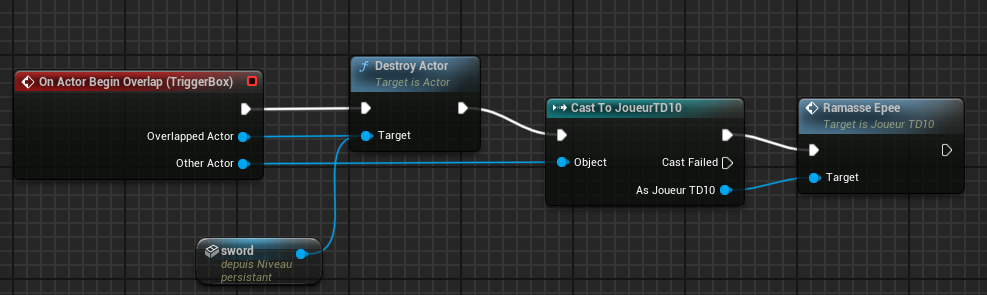 On Actor Begin Overlap (TriggerBox)
Overlapped Actor
Other Actor
f Destroy Actor
Target is Actor
Target
sword
depuis Niveau
persistant
Cast To JoueurTD10
Object
Cast Failed
As Joueur TD10
Ramasse Epee
Target is Joueur TD10
Target